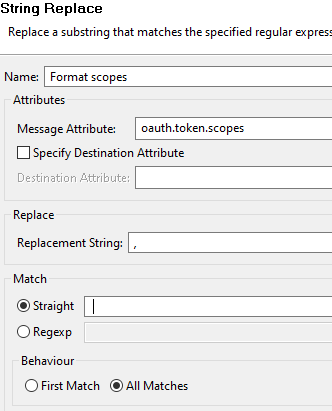 String Replace
Replace a substring that matches the specified regular expres
Name: Format scopes
Attributes
Message Attribute: oauth.token.scopes
Specify Destination Attribute
Destination Attribute:
Replace
Replacement String: ,
Match
Straight
Regexp
Behaviour
First Match All Matches